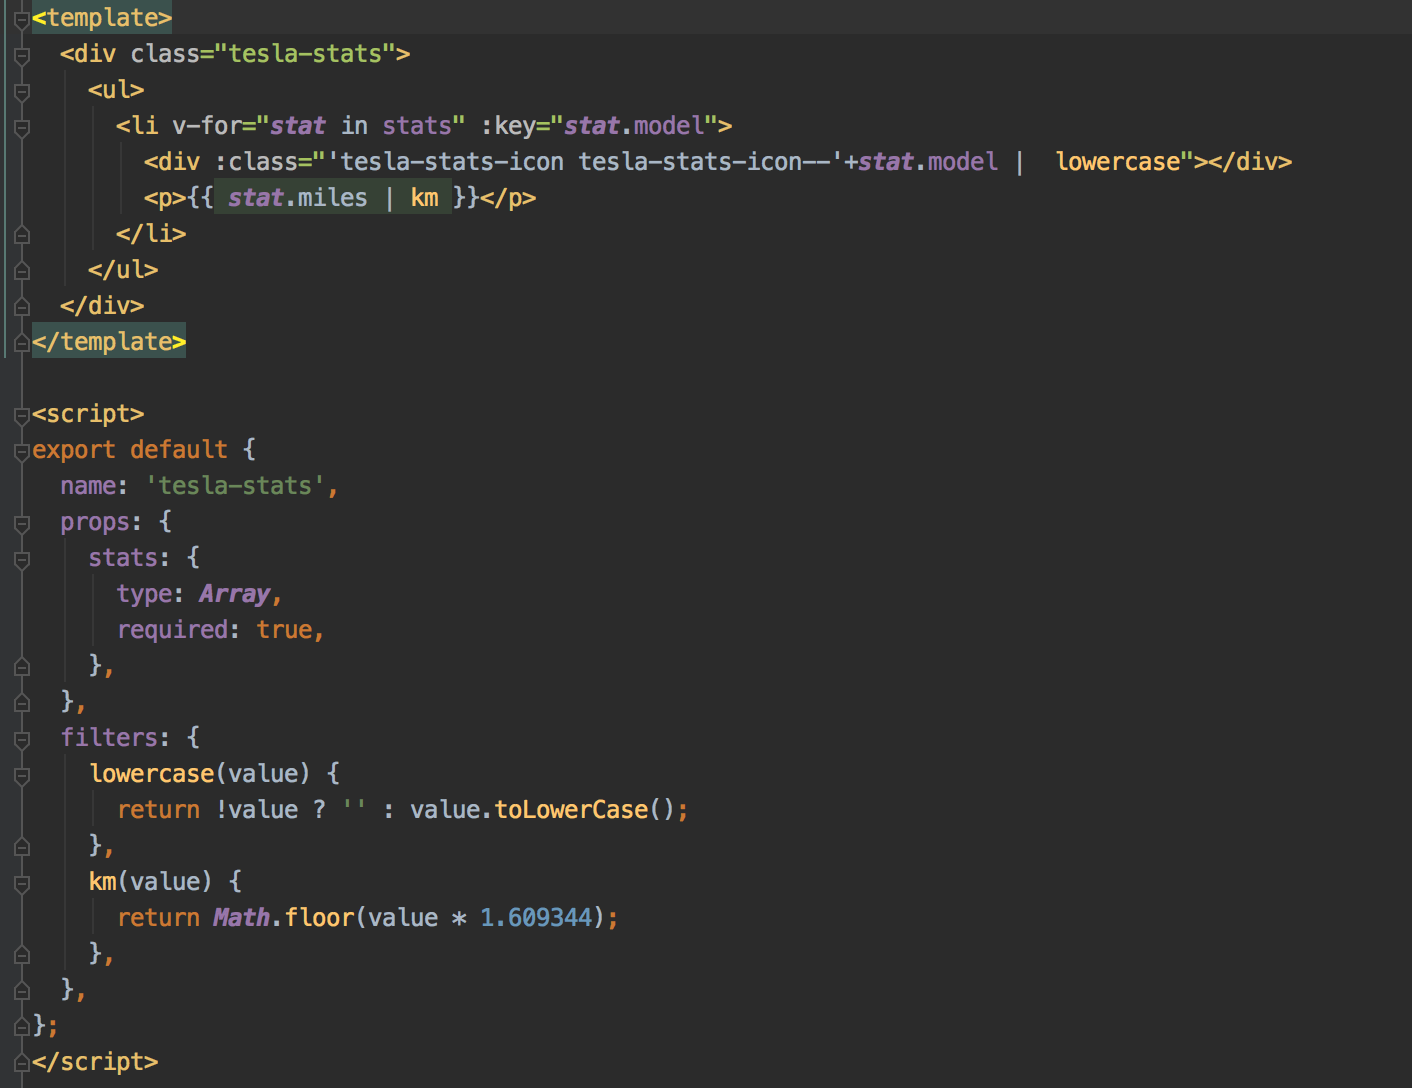 <template>
  <div class="tesla-stats">
    <ul>
      <li v-for="stat in stats" :key="stat.model">
        <div :class="'tesla-stats-icon tesla-stats-icon--'+stat.model |  lowercase"></div>
        <p>{{ stat.miles | km }}</p>
      </li>
    </ul>
  </div>
</template>

<script>
export default {
  name: 'tesla-stats',
  props: {
    stats: {
      type: Array,
      required: true,
    },
  },
  filters: {
    lowercase(value) {
      return !value ? '' : value.toLowerCase();
    },
    km(value) {
      return Math.floor(value * 1.609344);
    },
  },
};
</script>